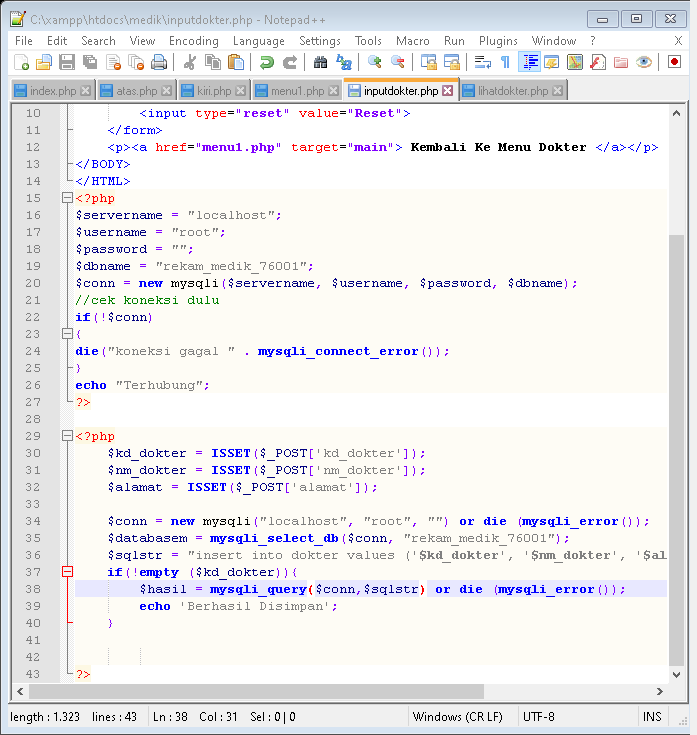 C:\xampp\htdocs\medik\inputdokter.php - Notepad++
File Edit Search View Encoding Language Settings Tools Macro Run Plugins Window ? X
index.php atas.php kiri.php menu1.php inputdokter.php lihatdokter.php
10 <input type="reset" value="Reset">
11 </form>
12 <p><a href="menu1.php" target="main"> Kembali Ke Menu Dokter </a></p>
13 </BODY>
14 </HTML>
15 <?php
16 $servername = "localhost";
17 $username = "root";
18 $password = "";
19 $dbname = "rekam_medik_76001";
20 $conn = new mysqli($servername, $username, $password, $dbname);
21 //cek koneksi dulu
22 if(!$conn)
23 {
24 die("koneksi gagal " . mysqli_connect_error());
25 }
26 echo "Terhubung";
27 ?>
28
29 <?php
30 $kd_dokter = ISSET($_POST['kd_dokter']);
31 $nm_dokter = ISSET($_POST['nm_dokter']);
32 $alamat = ISSET($_POST['alamat']);
33
34 $conn = new mysqli("localhost", "root", "") or die (mysqli_error());
35 $databasem = mysqli_select_db($conn, "rekam_medik_76001");
36 $sqlstr = "insert into dokter values ('$kd_dokter', '$nm_dokter', '$al
37 if(!empty ($kd_dokter)){
38 $hasil = mysqli_query($conn,$sqlstr) or die (mysqli_error());
39 echo 'Berhasil Disimpan';
40 }
41
42
43 ?>
length : 1.323 lines : 43 Ln : 38 Col : 31 Sel : 0 | 0 Windows (CR LF) UTF-8 INS